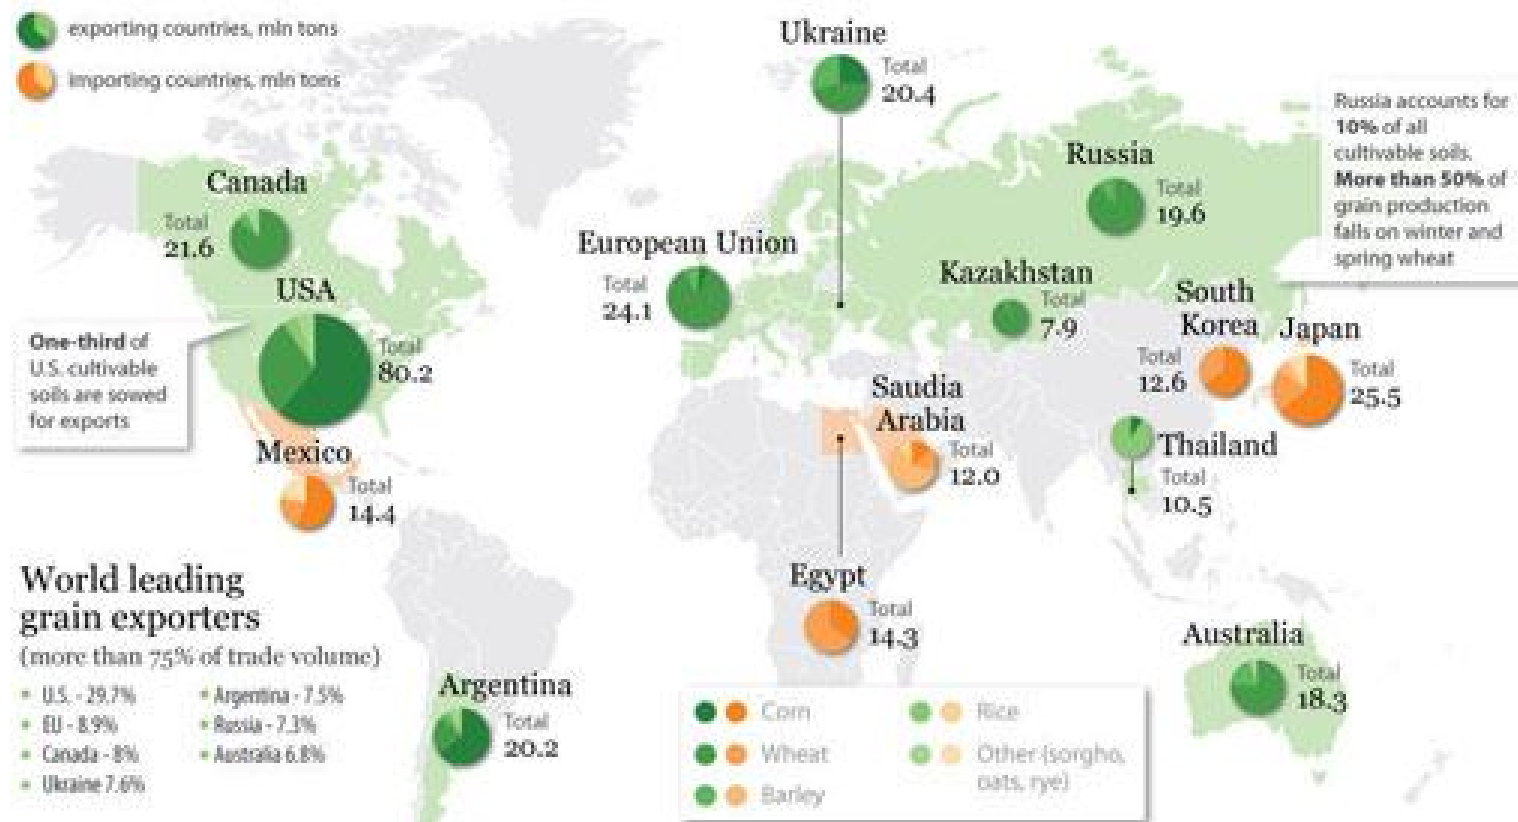 exporting countries, mln tons
importing countries, mln tons
Ukraine
Total
20.4
Russia accounts for
10% of all
cultivable soils.
More than 50% of
grain production
falls on winter and
spring wheat
Russia
Total
19.6
Canada
Total
21.6
European Union
Total
24.1
Kazakhstan
Total
7.9
USA
Total
80.2
South
Korea
Total
12.6
Japan
Total
25.5
One-third of
U.S. cultivable
soils are sowed
for exports
Saudia
Arabia
Total
12.0
Thailand
Total
10.5
Mexico
Total
14.4
Egypt
Total
14.3
World leading
grain exporters
(more than 75% of trade volume)
• U.S. - 29.7%
• EU - 8.9%
• Canada - 8%
• Ukraine 7.6%
• Argentina - 7.5%
• Russia - 7.3%
• Australia 6.8%
Argentina
Total
20.2
Australia
Total
18.3
Corn
Wheat
Barley
Rice
Other (sorgho,
oats, rye)